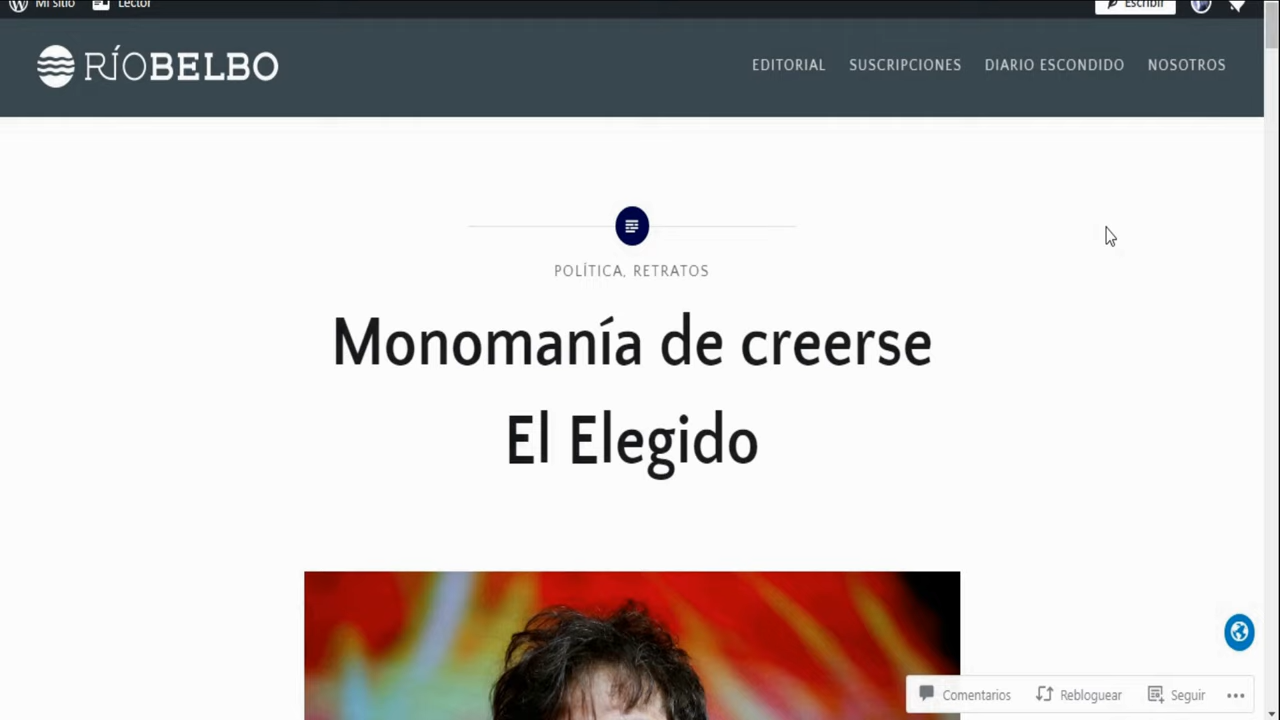 Mi sitio Lector Escribir
RÍOBELBO EDITORIAL SUSCRIPCIONES DIARIO ESCONDIDO NOSOTROS
POLÍTICA, RETRATOS
Monomanía de creerse
El Elegido
Comentarios Rebloguear Seguir